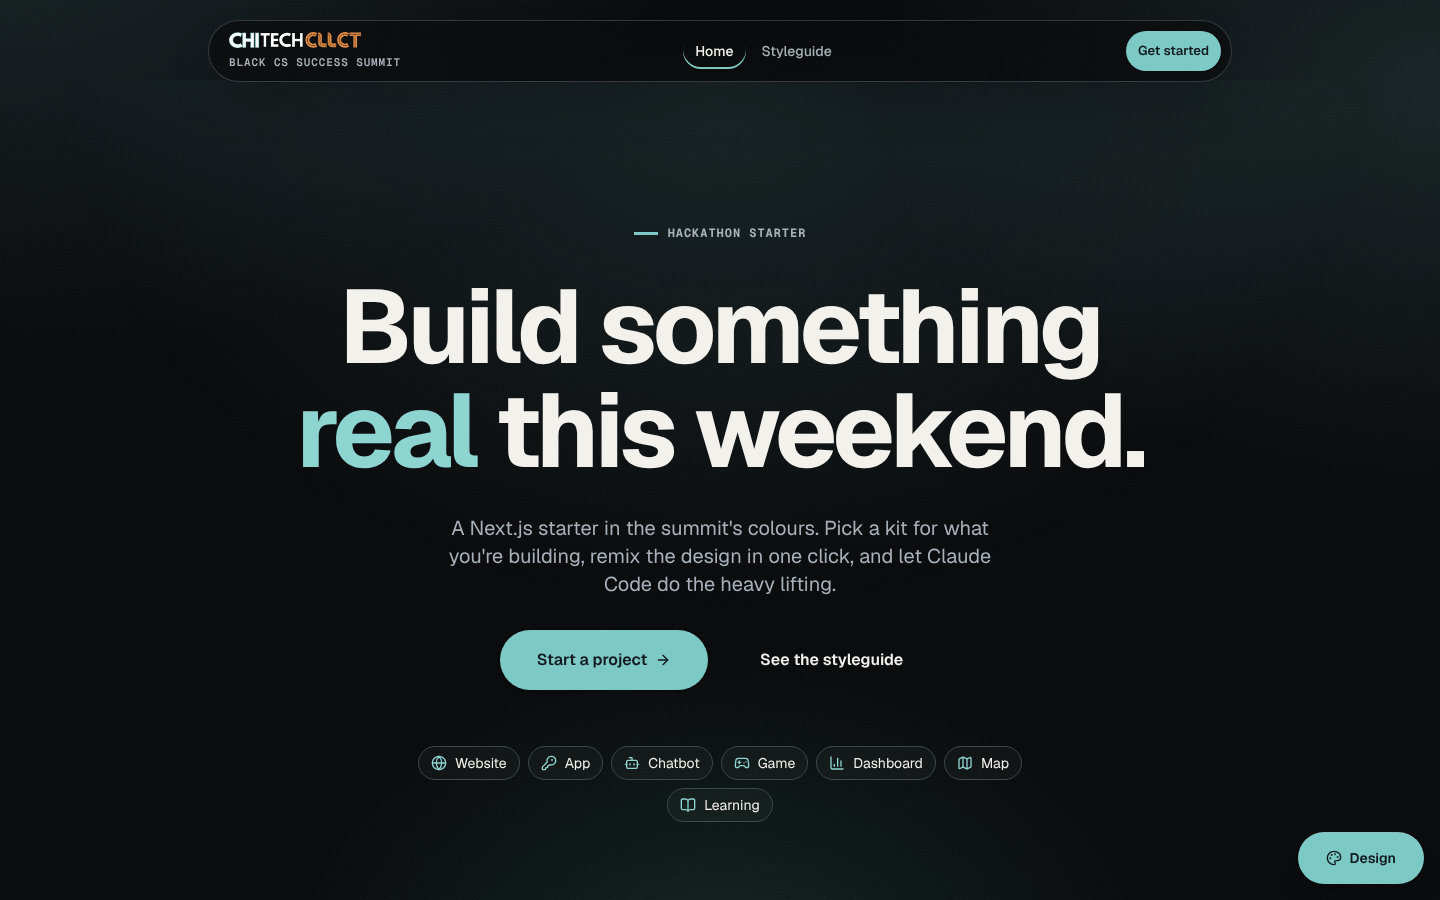 CHITECHCLLCT
BLACK CS SUCCESS SUMMIT
Home
Styleguide
Get started
HACKATHON STARTER
Build something
real this weekend.
A Next.js starter in the summit's colours. Pick a kit for what
you're building, remix the design in one click, and let Claude
Code do the heavy lifting.
Start a project →
See the styleguide
Website
App
Chatbot
Game
Dashboard
Map
Learning
Design